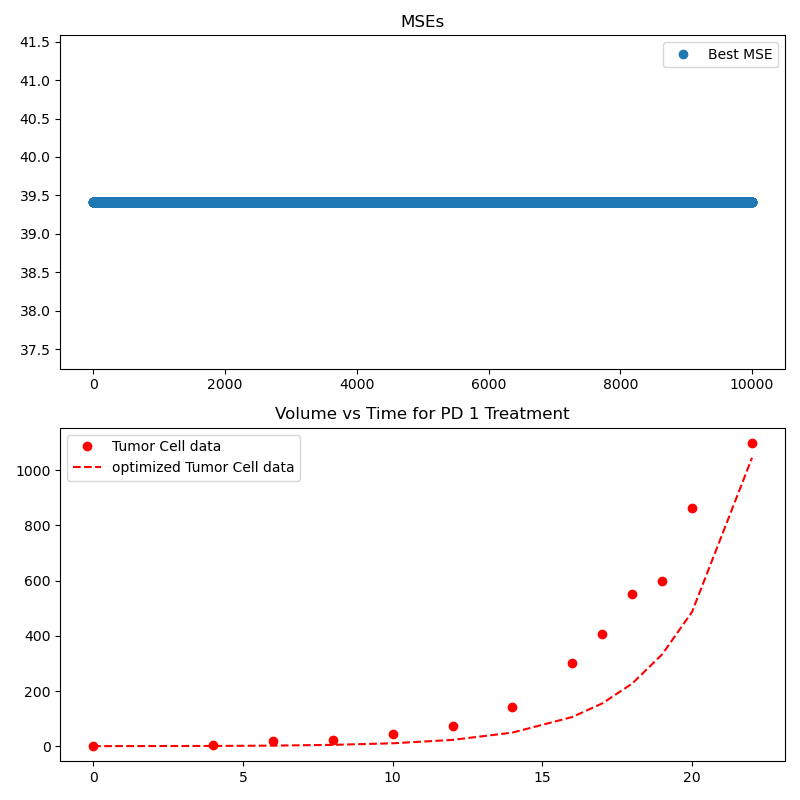 MSEs
41.5
41.0
40.5
40.0
39.5
39.0
38.5
38.0
37.5
Best MSE
0 2000 4000 6000 8000 10000
Volume vs Time for PD 1 Treatment
Tumor Cell data
optimized Tumor Cell data
1000
800
600
400
200
0
0 5 10 15 20